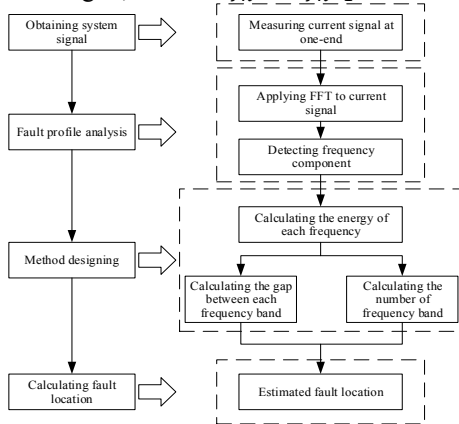 Obtaining system
signal
Measuring current signal at
one-end
Fault profile analysis
Applying FFT to current
signal
Detecting frequency
component
Method designing
Calculating the energy of
each frequency
Calculating the gap
between each
frequency band
Calculating the
number of
frequency band
Calculating fault
location
Estimated fault location